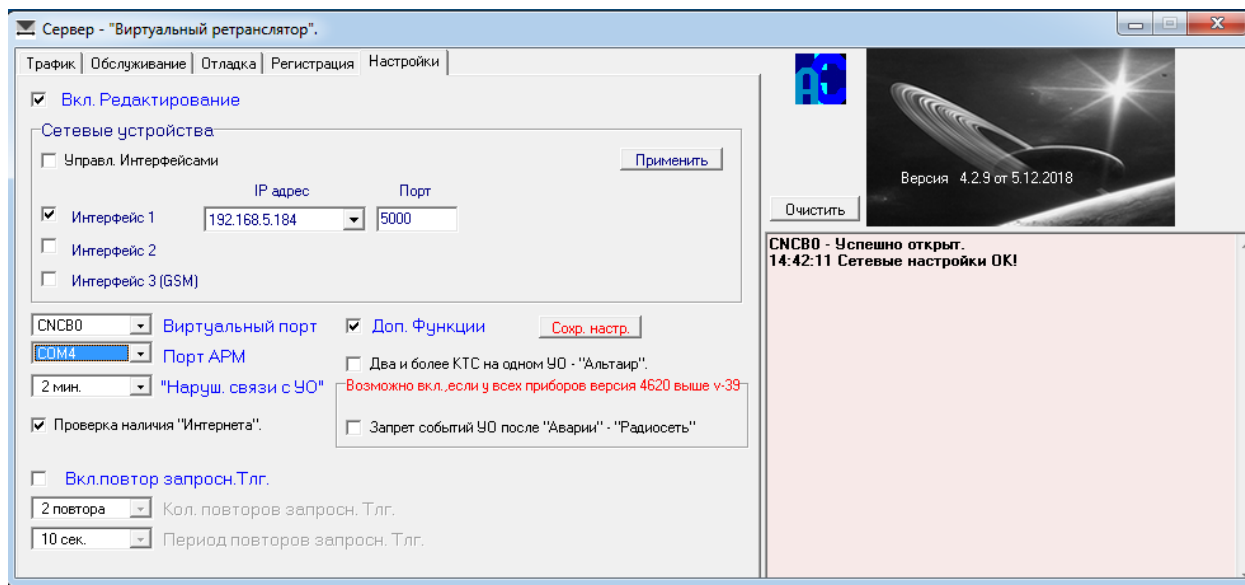 Сервер - "Виртуальный ретранслятор".
Трафик Обслуживание Отладка Регистрация Настройки
Вкл. Редактирование
Сетевые устройства
Управл. Интерфейсами
Применить
IP адрес Порт
Интерфейс 1 192.168.5.184 5000
Интерфейс 2
Интерфейс 3 (GSM)
CNCB0 Виртуальный порт Доп. Функции Сохр. настр.
COM4 Порт АРМ
Два и более КТС на одном УО - "Альтаир".
2 мин. "Наруш. связи с УО"
Возможно вкл.,если у всех приборов версия 4620 выше v-39
Проверка наличия "Интернета".
Запрет событий УО после "Аварии" - "Радиосеть"
Вкл.повтор запросн.Тлг.
2 повтора Кол. повторов запросн. Тлг.
10 сек. Период повторов запросн. Тлг.
АС
Версия 4.2.9 от 5.12.2018
Очистить
CNCB0 - Успешно открыт.
14:42:11 Сетевые настройки OK!